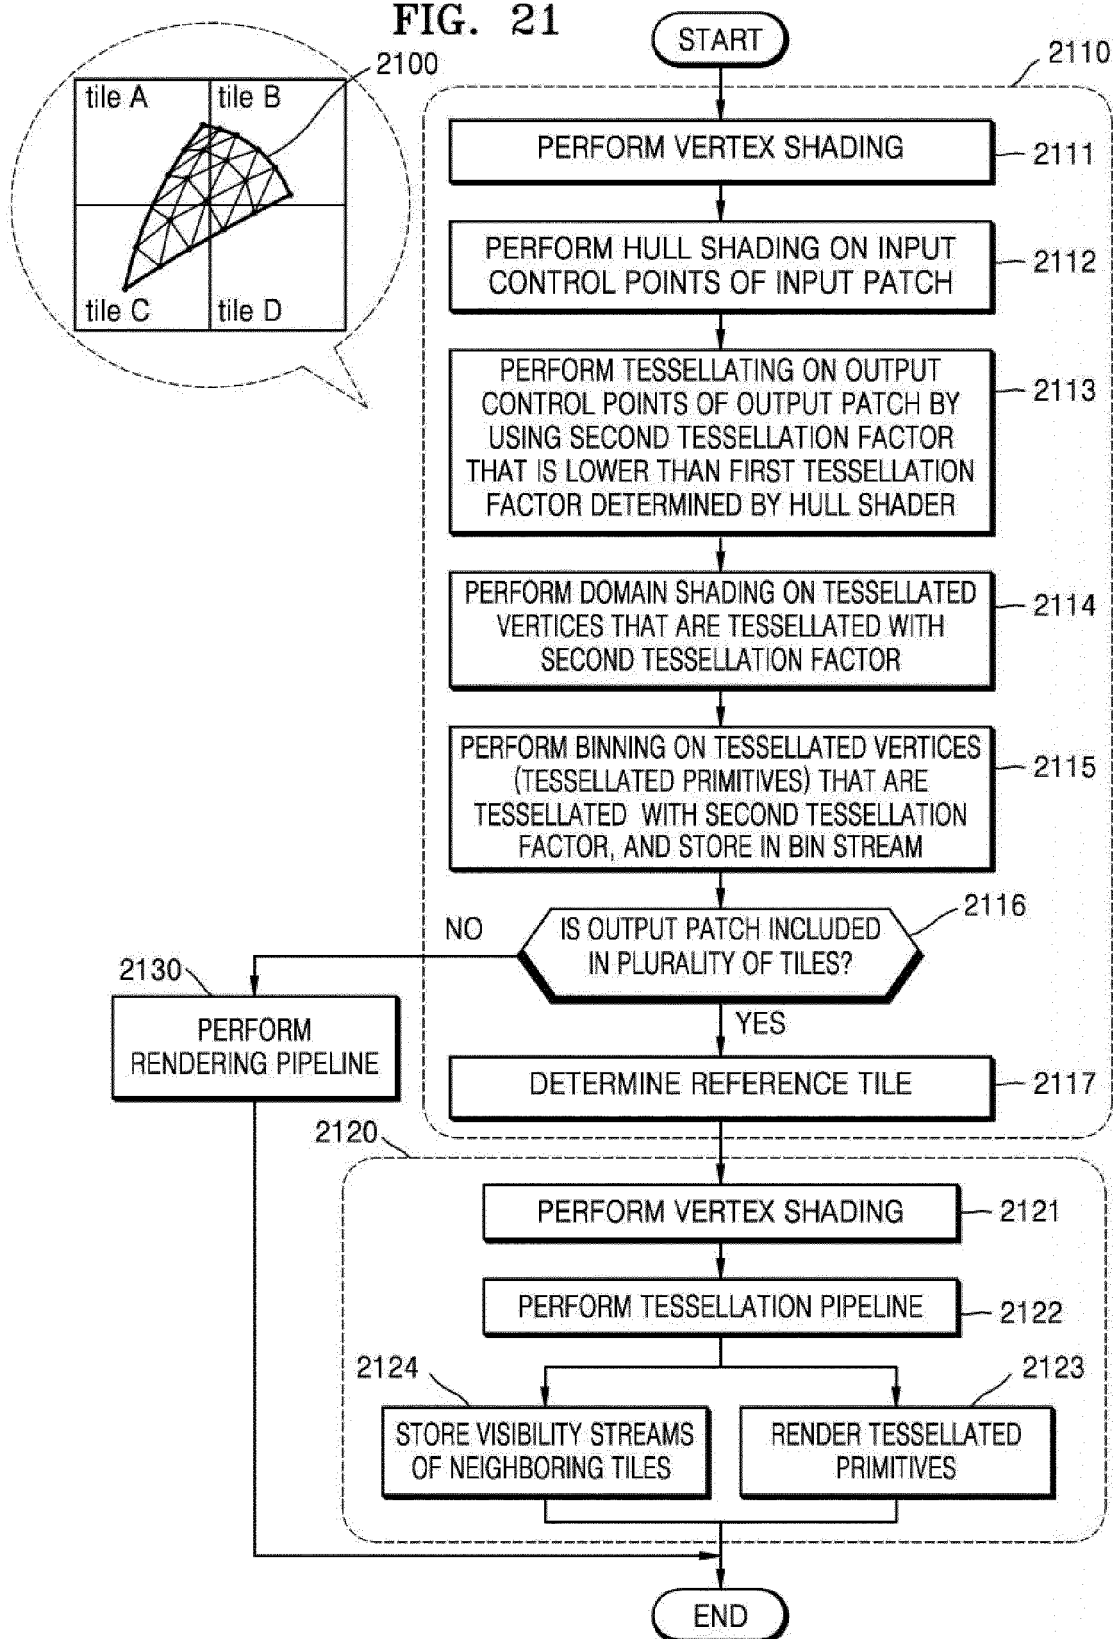 FIG. 21
START
2100
2110
tile A
tile B
tile C
tile D
PERFORM VERTEX SHADING
2111
PERFORM HULL SHADING ON INPUT
CONTROL POINTS OF INPUT PATCH
2112
PERFORM TESSELLATING ON OUTPUT
CONTROL POINTS OF OUTPUT PATCH BY
USING SECOND TESSELLATION FACTOR
THAT IS LOWER THAN FIRST TESSELLATION
FACTOR DETERMINED BY HULL SHADER
2113
PERFORM DOMAIN SHADING ON TESSELLATED
VERTICES THAT ARE TESSELLATED WITH
SECOND TESSELLATION FACTOR
2114
PERFORM BINNING ON TESSELLATED VERTICES
(TESSELLATED PRIMITIVES) THAT ARE
TESSELLATED WITH SECOND TESSELLATION
FACTOR, AND STORE IN BIN STREAM
2115
IS OUTPUT PATCH INCLUDED
IN PLURALITY OF TILES?
2116
NO
YES
2130
PERFORM
RENDERING PIPELINE
DETERMINE REFERENCE TILE
2117
2120
PERFORM VERTEX SHADING
2121
PERFORM TESSELLATION PIPELINE
2122
2124
STORE VISIBILITY STREAMS
OF NEIGHBORING TILES
2123
RENDER TESSELLATED
PRIMITIVES
END